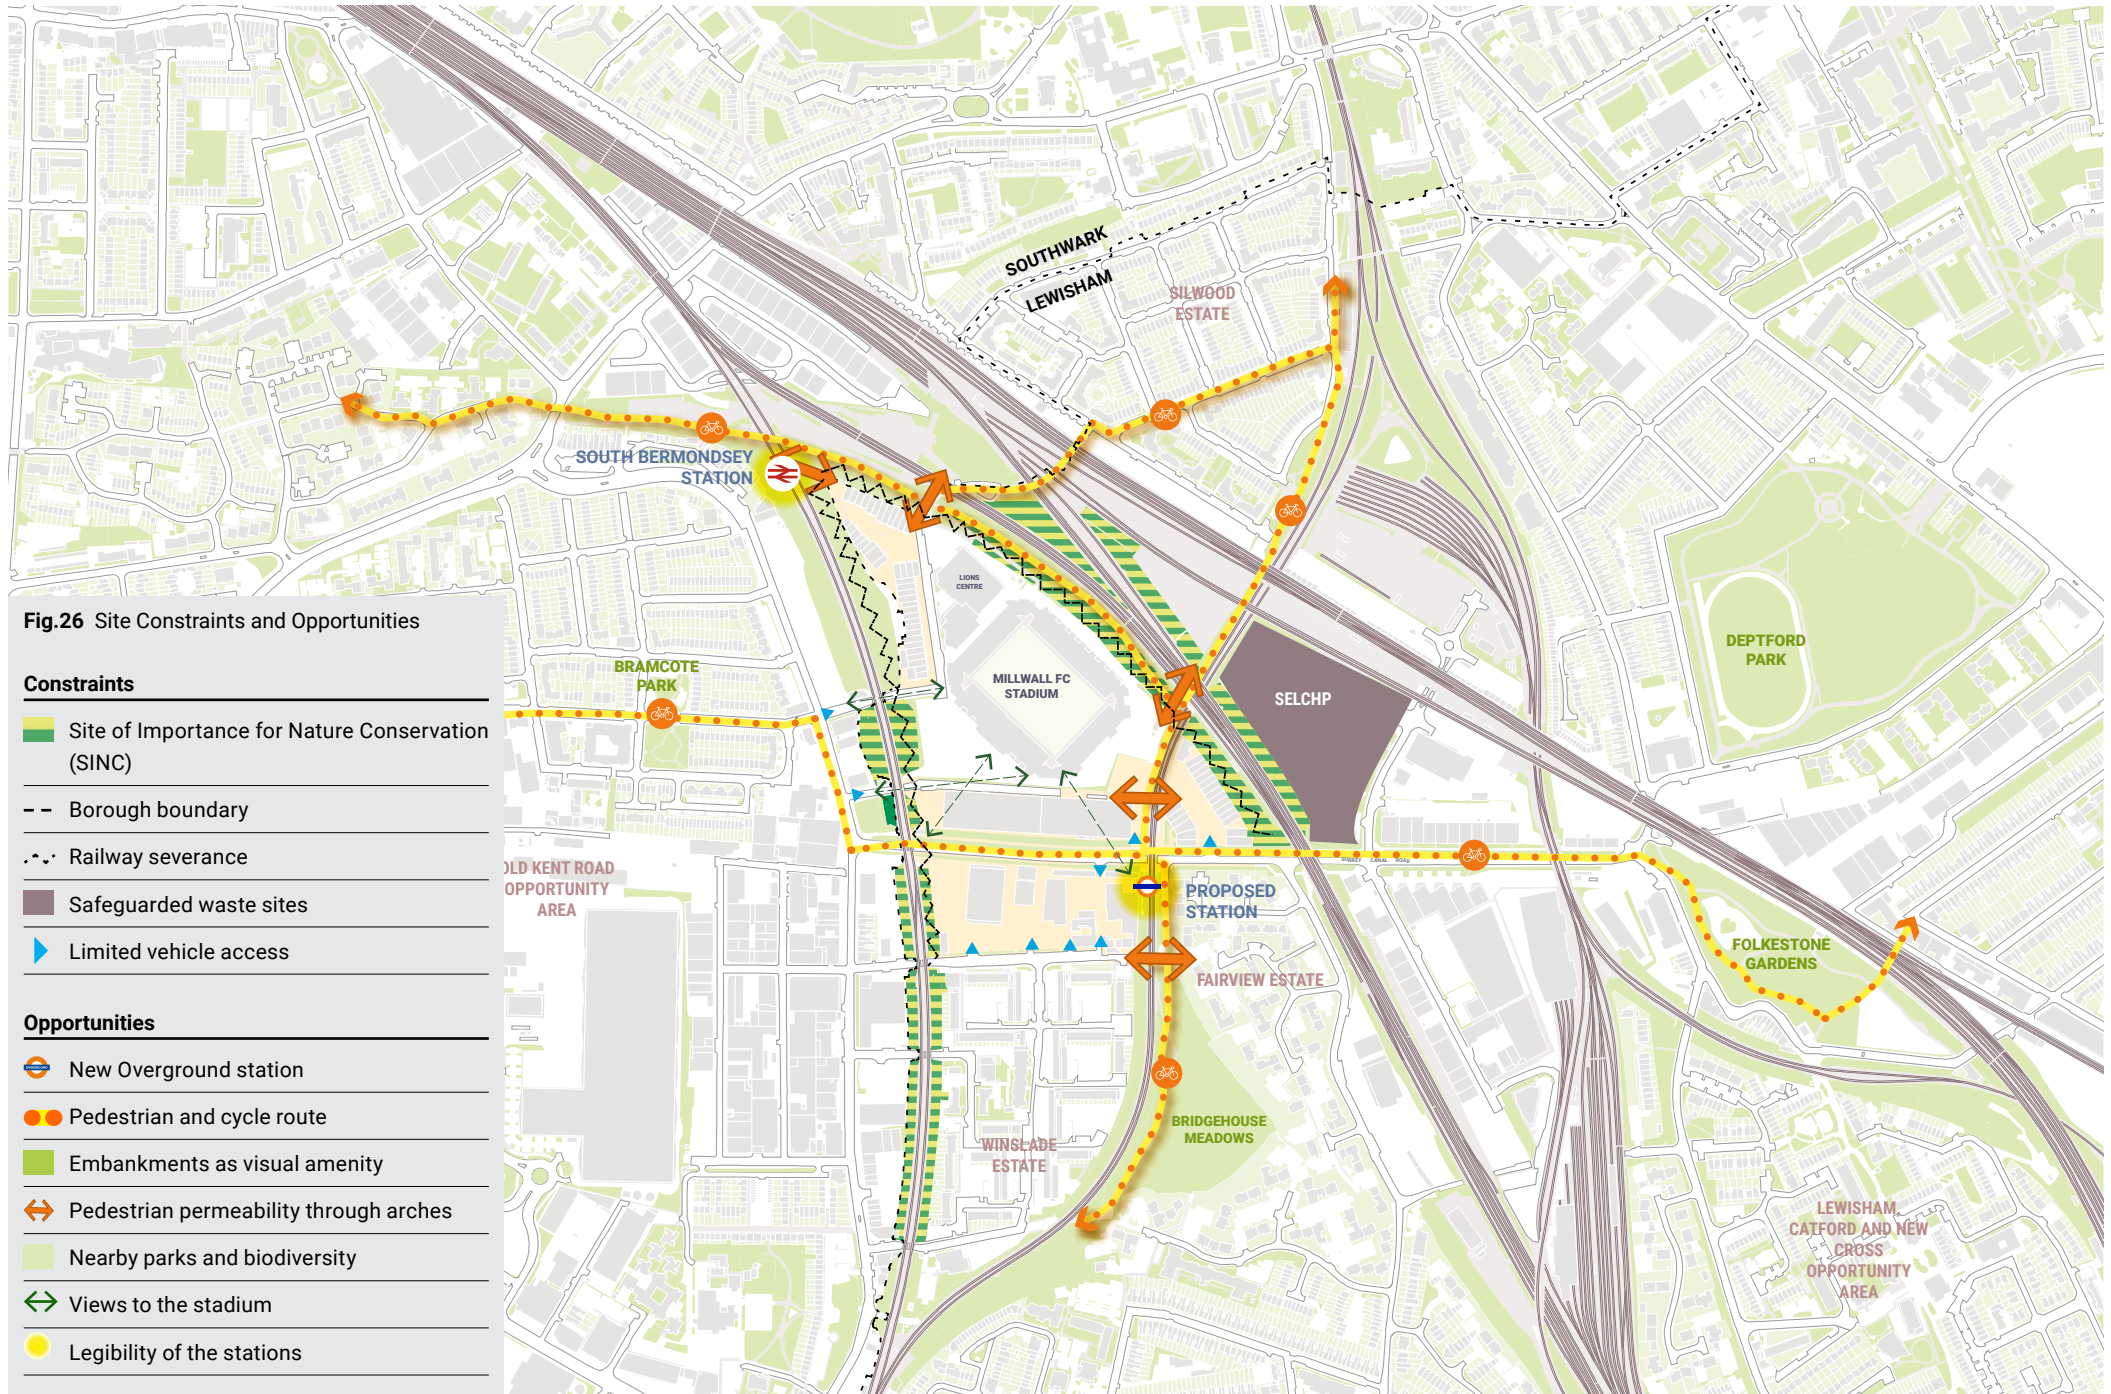 SOUTHWARK
LEWISHAM
SILWOOD
ESTATE
SOUTH BERMONDSEY
STATION
LIONS
CENTRE
MILLWALL FC
STADIUM
BRAMCOTE
PARK
SELCHP
DEPTFORD
PARK
SURREY CANAL ROAD
OLD KENT ROAD
OPPORTUNITY
AREA
PROPOSED
STATION
FAIRVIEW ESTATE
FOLKESTONE
GARDENS
BRIDGEHOUSE
MEADOWS
WINSLADE
ESTATE
LEWISHAM,
CATFORD AND NEW
CROSS
OPPORTUNITY
AREA
Fig.26 Site Constraints and Opportunities
Constraints
Site of Importance for Nature Conservation
(SINC)
Borough boundary
Railway severance
Safeguarded waste sites
Limited vehicle access
Opportunities
OVERGROUND
New Overground station
Pedestrian and cycle route
Embankments as visual amenity
Pedestrian permeability through arches
Nearby parks and biodiversity
Views to the stadium
Legibility of the stations